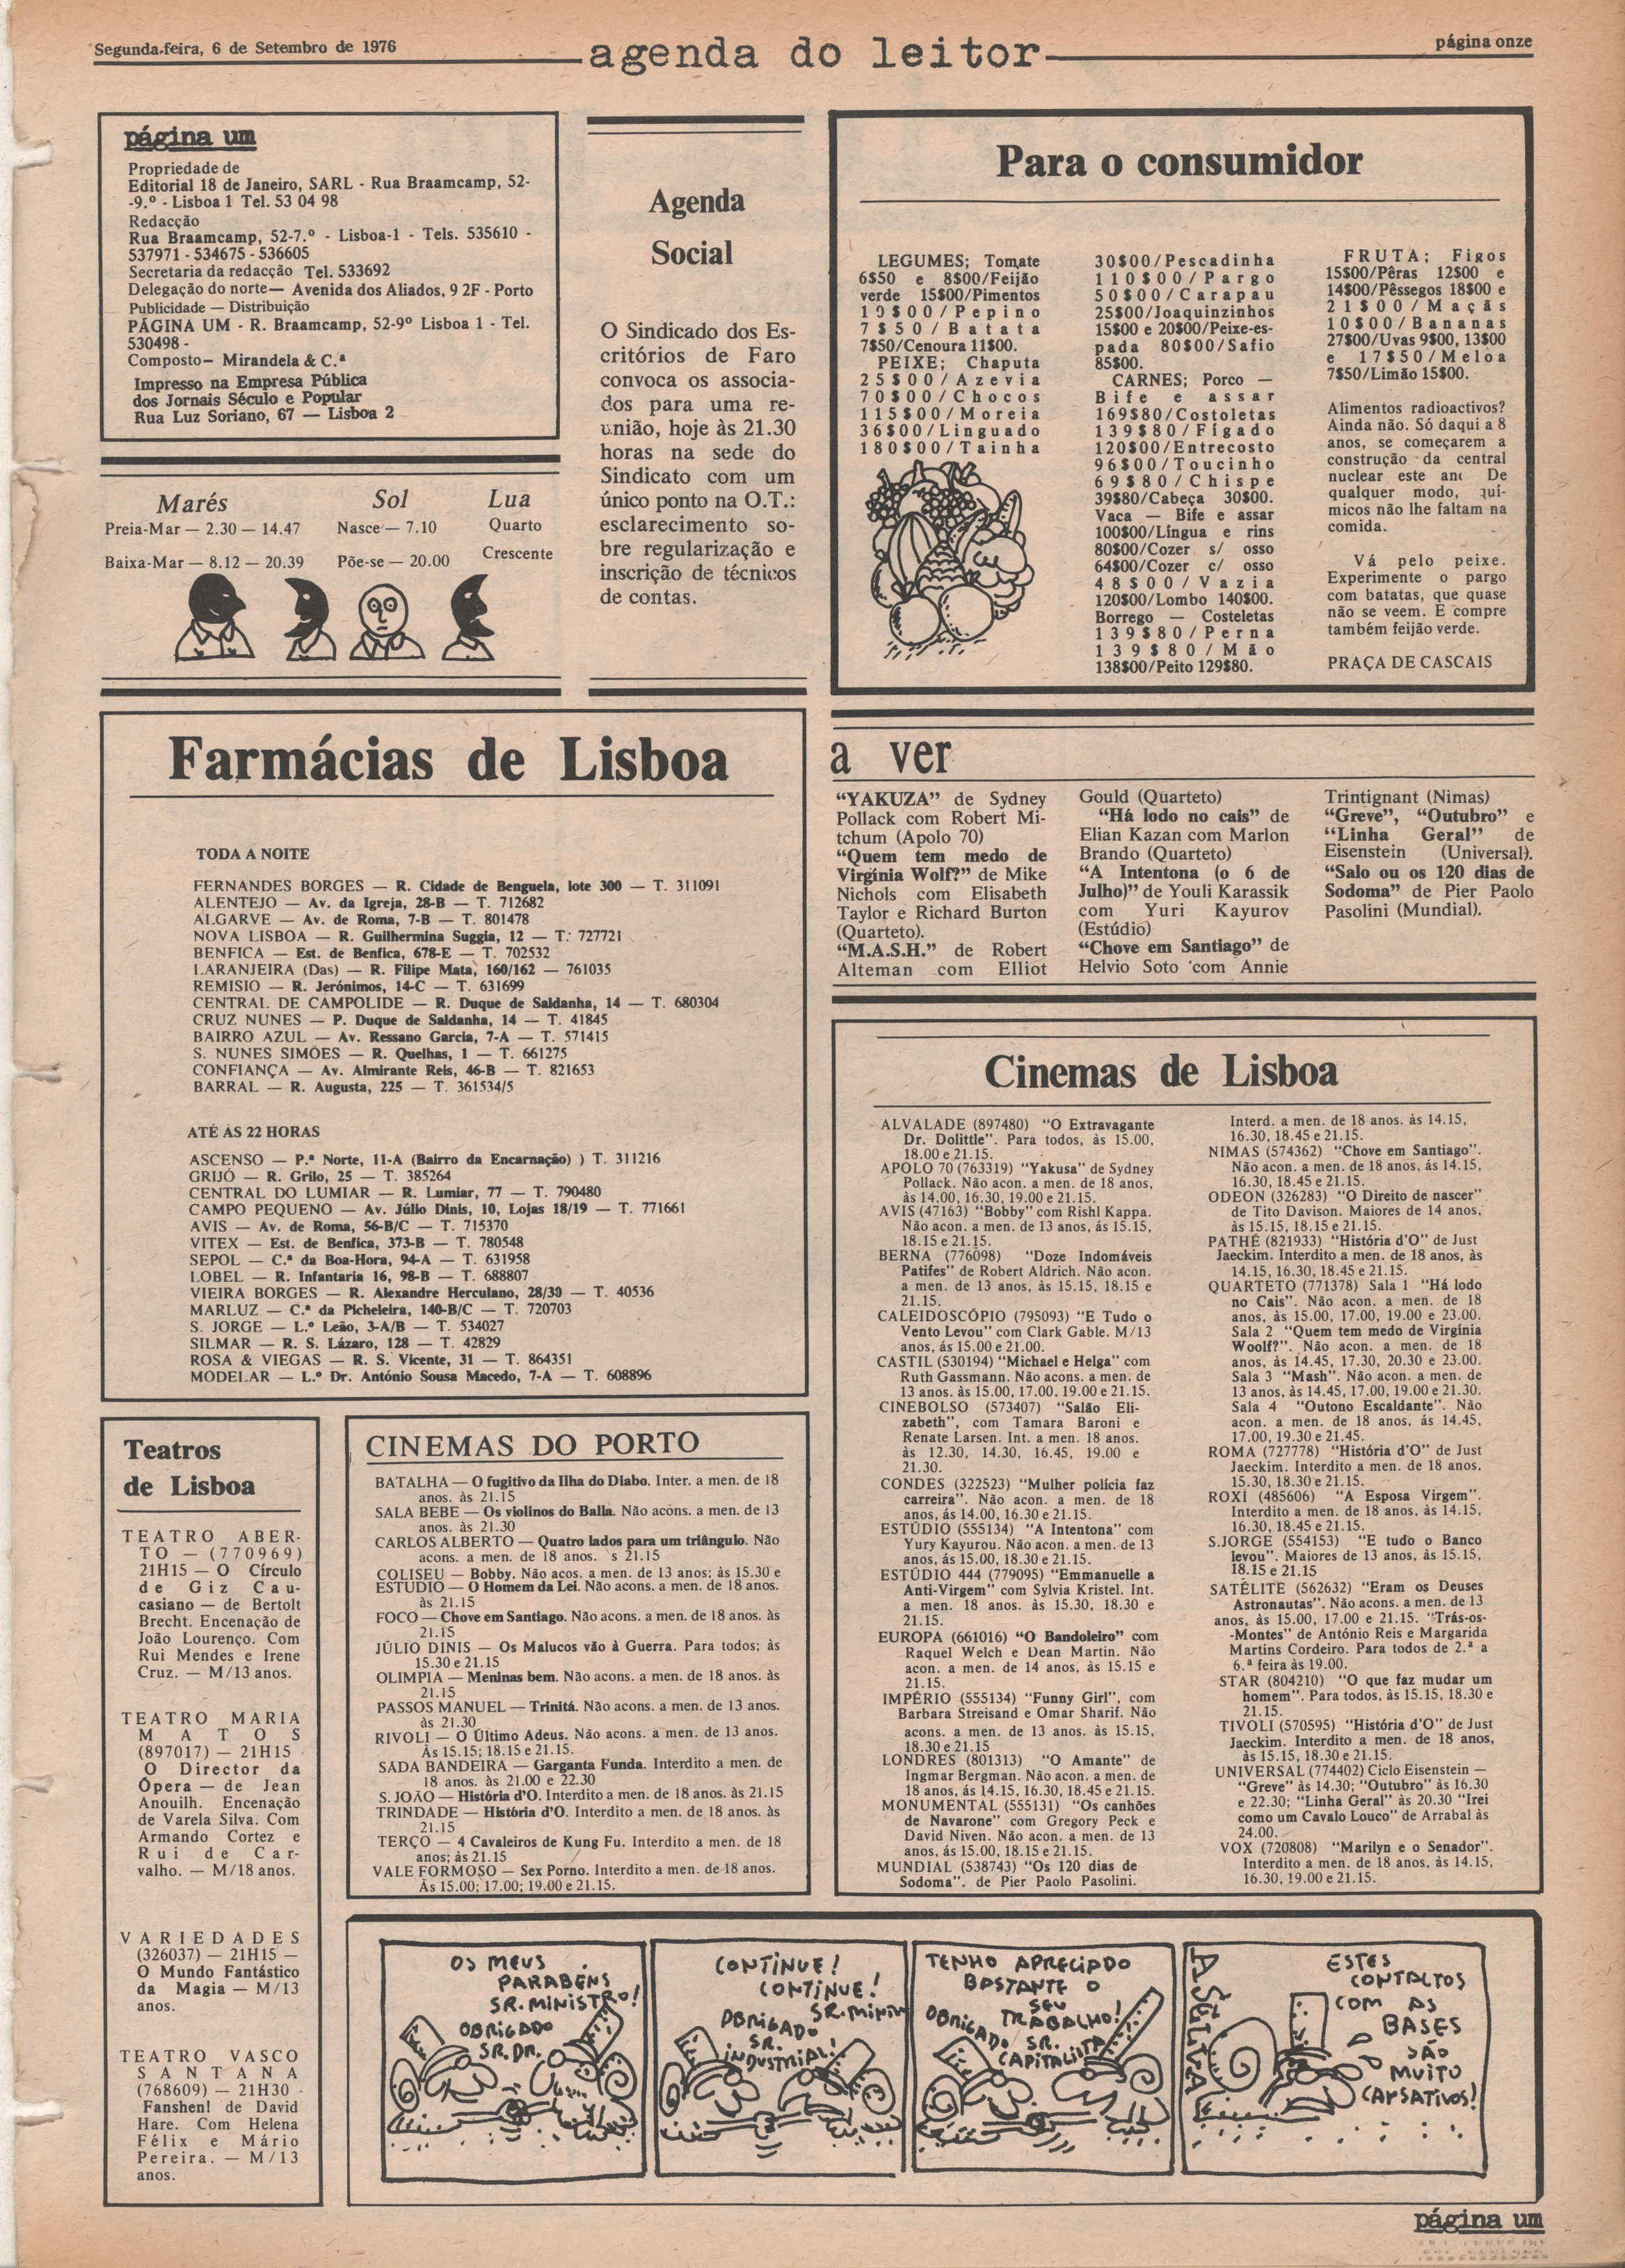 Segunda-feira, 6 de Setembro de 1976
agenda do leitor
página onze
página um
Propriedade de
Editorial 18 de Janeiro, SARL - Rua Braamcamp, 52-
-9.º - Lisboa 1 Tel. 53 04 98
Redacção
Rua Braamcamp, 52-7.º - Lisboa-1 - Tels. 535610 -
537971 - 534675 - 536605
Secretaria da redacção Tel. 533692
Delegação do norte— Avenida dos Aliados, 9 2F - Porto
Publicidade — Distribuição
PÁGINA UM - R. Braamcamp, 52-9º Lisboa 1 - Tel.
530498 -
Composto— Mirandela & C.ª
Impresso na Empresa Pública
dos Jornais Século e Popular
Rua Luz Soriano, 67 — Lisboa 2
Marés
Preia-Mar — 2.30 — 14.47
Baixa-Mar — 8.12 — 20.39
Sol
Nasce — 7.10
Põe-se — 20.00
Lua
Quarto
Crescente
Agenda
Social
O Sindicado dos Es-
critórios de Faro
convoca os associa-
dos para uma re-
união, hoje às 21.30
horas na sede do
Sindicato com um
único ponto na O.T.:
esclarecimento so-
bre regularização e
inscrição de técnicos
de contas.
Para o consumidor
LEGUMES; Tomate
6$50 e 8$00/Feijão
verde 15$00/Pimentos
10$00/Pepino
7$50/Batata
7$50/Cenoura 11$00.
PEIXE; Chaputa
25$00/Azevia
70$00/Chocos
115$00/Moreia
36$00/Linguado
180$00/Tainha
30$00/Pescadinha
110$00/Pargo
50$00/Carapau
25$00/Joaquinzinhos
15$00 e 20$00/Peixe-es-
pada 80$00/Safio
85$00.
CARNES; Porco —
Bife e assar
169$80/Costoletas
139$80/Fígado
120$00/Entrecosto
96$00/Toucinho
69$80/Chispe
39$80/Cabeça 30$00.
Vaca — Bife e assar
100$00/Língua e rins
80$00/Cozer s/ osso
64$00/Cozer c/ osso
48$00/Vazia
120$00/Lombo 140$00.
Borrego — Costeletas
139$80/Perna
139$80/Mão
138$00/Peito 129$80.
FRUTA; Figos
15$00/Pêras 12$00 e
14$00/Pêssegos 18$00 e
21$00/Maçãs
10$00/Bananas
27$00/Uvas 9$00, 13$00
e 17$50/Meloa
7$50/Limão 15$00.
Alimentos radioactivos?
Ainda não. Só daqui a 8
anos, se começarem a
construção da central
nuclear este De
qualquer modo, quí-
micos não lhe faltam na
comida.
Vá pelo peixe.
Experimente o pargo
com batatas, que quase
não se veem. E compre
também feijão verde.
PRAÇA DE CASCAIS
Farmácias de Lisboa
TODA A NOITE
FERNANDES BORGES — R. Cidade de Benguela, lote 300 — T. 311091
ALENTEJO — Av. da Igreja, 28-B — T. 712682
ALGARVE — Av. de Roma, 7-B — T. 801478
NOVA LISBOA — R. Guilhermina Suggia, 12 — T. 727721
BENFICA — Est. de Benfica, 678-E — T. 702532
LARANJEIRA (Das) — R. Filipe Mata, 160/162 — 761035
REMISIO — R. Jerónimos, 14-C — T. 631699
CENTRAL DE CAMPOLIDE — R. Duque de Saldanha, 14 — T. 680304
CRUZ NUNES — P. Duque de Saldanha, 14 — T. 41845
BAIRRO AZUL — Av. Ressano Garcia, 7-A — T. 571415
S. NUNES SIMÕES — R. Quelhas, 1 — T. 661275
CONFIANÇA — Av. Almirante Reis, 46-B — T. 821653
BARRAL — R. Augusta, 225 — T. 361534/5
ATÉ ÀS 22 HORAS
ASCENSO — P.ª Norte, 11-A (Bairro da Encarnação) ) T. 311216
GRIJÓ — R. Grilo, 25 — T. 385264
CENTRAL DO LUMIAR — R. Lumiar, 77 — T. 790480
CAMPO PEQUENO — Av. Júlio Dinis, 10, Lojas 18/19 — T. 771661
AVIS — Av. de Roma, 56-B/C — T. 715370
VITEX — Est. de Benfica, 373-B — T. 780548
SEPOL — C.ª da Boa-Hora, 94-A — T. 631958
LOBEL — R. Infantaria 16, 98-B — T. 688807
VIEIRA BORGES — R. Alexandre Herculano, 28/30 — T. 40536
MARLUZ — C.ª da Picheleira, 140-B/C — T. 720703
S. JORGE — L.º Leão, 3-A/B — T. 534027
SILMAR — R. S. Lázaro, 128 — T. 42829
ROSA & VIEGAS — R. S. Vicente, 31 — T. 864351
MODELAR — L.º Dr. António Sousa Macedo, 7-A — T. 608896
a ver
"YAKUZA" de Sydney
Pollack com Robert Mi-
tchum (Apolo 70)
"Quem tem medo de
Virgínia Wolf?" de Mike
Nichols com Elisabeth
Taylor e Richard Burton
(Quarteto).
"M.A.S.H." de Robert
Alteman com Elliot
Gould (Quarteto)
"Há lodo no cais" de
Elian Kazan com Marlon
Brando (Quarteto)
"A Intentona (o 6 de
Julho)" de Youli Karassik
com Yuri Kayurov
(Estúdio)
"Chove em Santiago" de
Helvio Soto com Annie
Trintignant (Nimas)
"Greve", "Outubro" e
"Linha Geral" de
Eisenstein (Universal).
"Salo ou os 120 dias de
Sodoma" de Pier Paolo
Pasolini (Mundial).
Cinemas de Lisboa
ALVALADE (897480) "O Extravagante
Dr. Dolittle". Para todos, às 15.00,
18.00 e 21.15.
APOLO 70 (763319) "Yakusa" de Sydney
Pollack. Não acon. a men. de 18 anos,
às 14.00, 16.30, 19.00 e 21.15.
AVIS (47163) "Bobby" com Rishl Kappa.
Não acon. a men. de 13 anos, ás 15.15,
18.15 e 21.15.
BERNA (776098) "Doze Indomáveis
Patifes" de Robert Aldrich. Não acon.
a men. de 13 anos, às 15.15, 18.15 e
21.15.
CALEIDOSCÓPIO (795093) "E Tudo o
Vento Levou" com Clark Gable. M/13
anos, ás 15.00 e 21.00.
CASTIL (530194) "Michael e Helga" com
Ruth Gassmann. Não acons. a men. de
13 anos. às 15.00, 17.00, 19.00 e 21.15.
CINEBOLSO (573407) "Salão Eli-
zabeth", com Tamara Baroni e
Renate Larsen. Int. a men. 18 anos.
às 12.30, 14.30, 16.45, 19.00 e
21.30.
CONDES (322523) "Mulher polícia faz
carreira". Não acon. a men. de 18
anos, ás 14.00, 16.30 e 21.15.
ESTÚDIO (555134) "A Intentona" com
Yury Kayurou. Não acon. a men. de 13
anos, ás 15.00, 18.30 e 21.15.
ESTÚDIO 444 (779095) "Emmanuelle a
Anti-Virgem" com Sylvia Kristel. Int.
a men. 18 anos. às 15.30, 18.30 e
21.15.
EUROPA (661016) "O Bandoleiro" com
Raquel Welch e Dean Martin. Não
acon. a men. de 14 anos, às 15.15 e
21.15.
IMPÉRIO (555134) "Funny Girl", com
Barbara Streisand e Omar Sharif. Não
acons. a men. de 13 anos. às 15.15,
18.30 e 21.15
LONDRES (801313) "O Amante" de
Ingmar Bergman. Não acon. a men. de
18 anos, ás 14.15, 16.30, 18.45 e 21.15.
MONUMENTAL (555131) "Os canhões
de Navarone" com Gregory Peck e
David Niven. Não acon. a men. de 13
anos, ás 15.00, 18.15 e 21.15.
MUNDIAL (538743) "Os 120 dias de
Sodoma". de Pier Paolo Pasolini.
Interd. a men. de 18 anos. às 14.15,
16.30, 18.45 e 21.15.
NIMAS (574362) "Chove em Santiago".
Não acon. a men. de 18 anos, ás 14.15,
16.30, 18.45 e 21.15.
ODEON (326283) "O Direito de nascer"
de Tito Davison. Maiores de 14 anos,
às 15.15, 18.15 e 21.15.
PATHÉ (821933) "História d'O" de Just
Jaeckim. Interdito a men. de 18 anos, às
14.15, 16.30, 18.45 e 21.15.
QUARTETO (771378) Sala 1 "Há lodo
no Cais". Não acon. a men. de 18
anos, às 15.00, 17.00, 19.00 e 23.00.
Sala 2 "Quem tem medo de Virgínia
Woolf?". Não acon. a men. de 18
anos, às 14.45, 17.30, 20.30 e 23.00.
Sala 3 "Mash". Não acon. a men. de
13 anos, às 14.45, 17.00, 19.00 e 21.30.
Sala 4 "Outono Escaldante". Não
acon. a men. de 18 anos, ás 14.45,
17.00, 19.30 e 21.45.
ROMA (727778) "História d'O" de Just
Jaeckim. Interdito a men. de 18 anos,
15.30, 18.30 e 21.15.
ROXI (485606) "A Esposa Virgem".
Interdito a men. de 18 anos, às 14.15,
16.30, 18.45 e 21.15.
S.JORGE (554153) "E tudo o Banco
levou". Maiores de 13 anos, às 15.15,
18.15 e 21.15
SATÉLITE (562632) "Eram os Deuses
Astronautas". Não acon. a men. de 18
anos, às 15.00, 17.00 e 21.15. "Trás-os-
-Montes" de António Reis e Margarida
Martins Cordeiro. Para todos de 2.ª a
6.ª feira às 19.00.
STAR (804210) "O que faz mudar um
homem". Para todos, às 15.15, 18.30 e
21.15.
TIVOLI (570595) "História d'O" de Just
Jaeckim. Interdito a men. de 18 anos,
às 15.15, 18.30 e 21.15.
UNIVERSAL (774402) Ciclo Eisenstein —
"Greve" às 14.30; "Outubro" às 16.30
e 22.30; "Linha Geral" às 20.30 "Irei
como um Cavalo Louco" de Arrabal às
24.00.
VOX (720808) "Marilyn e o Senador".
Interdito a men. de 18 anos, às 14.15,
16.30, 19.00 e 21.15.
Teatros
de Lisboa
TEATRO ABER-
TO — (770969)
21H15 — O Círculo
de Giz Cau-
casiano — de Bertolt
Brecht. Encenação de
João Lourenço. Com
Rui Mendes e Irene
Cruz. — M/13 anos.
TEATRO MARIA
MATOS
(897017) — 21H15
O Director da
Ópera — de Jean
Anouilh. Encenação
de Varela Silva. Com
Armando Cortez e
Rui de Car-
valho. — M/18 anos.
VARIEDADES
(326037) — 21H15 —
O Mundo Fantástico
da Magia — M/13
anos.
TEATRO VASCO
SANTANA
(768609) — 21H30 -
Fanshen! de David
Hare. Com Helena
Félix e Mário
Pereira. — M/13
anos.
CINEMAS DO PORTO
BATALHA — O fugitivo da Ilha do Diabo. Inter. a men. de 18
anos. às 21.15
SALA BEBE — Os violinos do Balla. Não acons. a men. de 13
anos. às 21.30
CARLOS ALBERTO — Quatro lados para um triângulo. Não
acons. a men. de 18 anos. s 21.15
COLISEU — Bobby. Não acos. a men. de 13 anos; às 15.30 e
ESTUDIO — O Homem da Lei. Não acons. a men. de 18 anos.
às 21.15
FOCO — Chove em Santiago. Não acons. a men. de 18 anos. às
21.15
JÚLIO DINIS — Os Malucos vão à Guerra. Para todos; às
15.30 e 21.15
OLIMPIA — Meninas bem. Não acons. a men. de 18 anos. às
21.15
PASSOS MANUEL — Trinitá. Não acons. a men. de 13 anos.
às 21.30
RIVOLI — O Último Adeus. Não acons. a men. de 13 anos.
Às 15.15; 18.15 e 21.15.
SÁDA BANDEIRA — Garganta Funda. Interdito a men. de
18 anos. às 21.00 e 22.30
S. JOÃO — História d'O. Interdito a men. de 18 anos. às 21.15
TRINDADE — História d'O. Interdito a men. de 18 anos. às
21.15
TERÇO — 4 Cavaleiros de Kung Fu. Interdito a men. de 18
anos; às 21.15
VALE FORMOSO — Sex Porno. Interdito a men. de 18 anos.
Às 15.00; 17.00; 19.00 e 21.15.
OS MEUS
PARABÉNS
SR. MINISTRO!
OBRIGADO
SR. DR.
CONTINUE!
CONTINUE!
SR. MINIST
OBRIGADO
SR.
INDUSTRIAL!
TENHO APRECIADO
BASTANTE O
SEU
TRABALHO!
OBRIGADO SR.
CAPITALISTA
A SELVA
ESTES
CONTACTOS
COM AS
BASES
SÃO
MUITO
CANSATIVOS!
página um